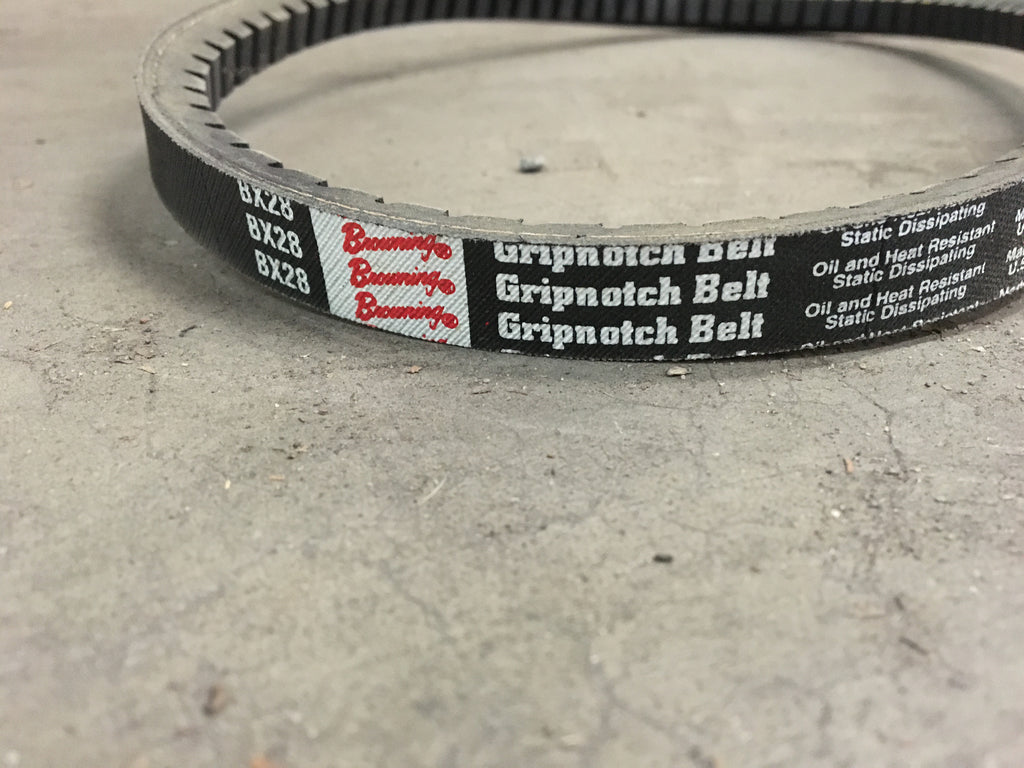 BX28
BX28
BX28
Browning
Browning®
Browning®
Gripnotch Belt
Gripnotch Belt
Gripnotch Belt
Static Dissipating
Oil and Heat Resistant
Static Dissipating
Oil and Heat Resistant
Static Dissipating